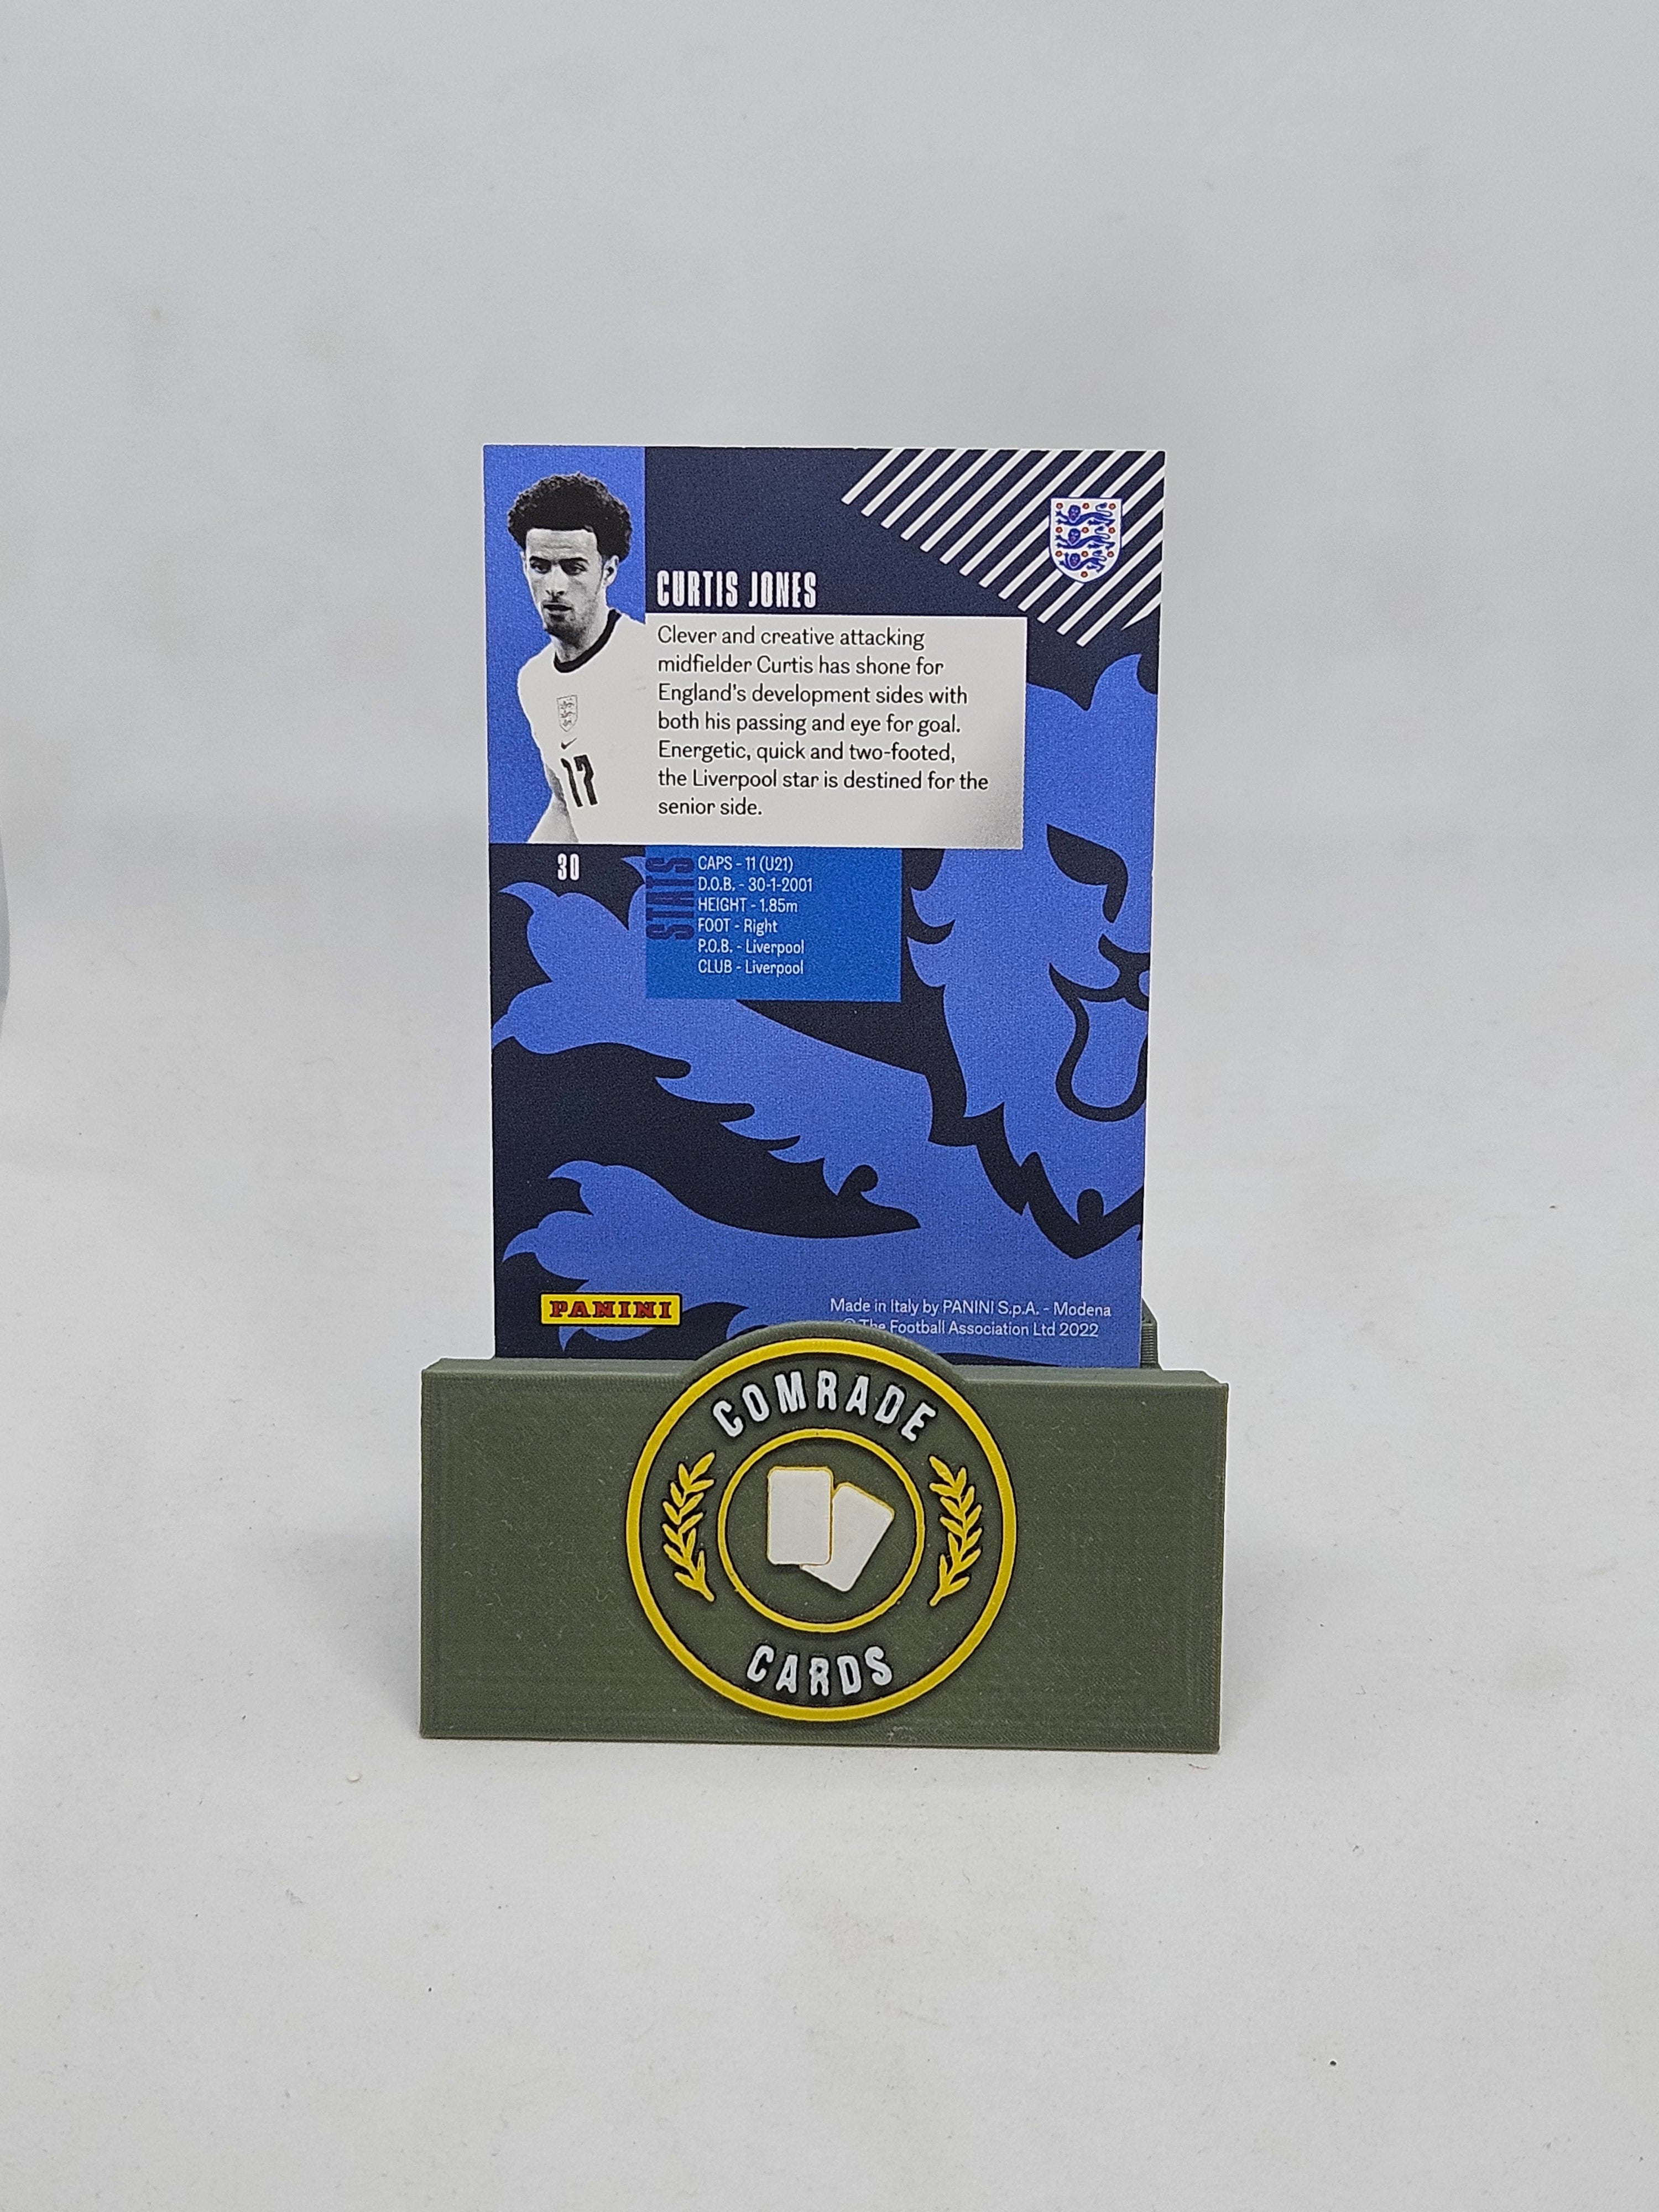 CURTIS JONES
Clever and creative attacking
midfielder Curtis has shone for
England's development sides with
both his passing and eye for goal.
Energetic, quick and two-footed,
the Liverpool star is destined for the
senior side.
17
30
STATS
CAPS - 11 (U21)
D.O.B. - 30-1-2001
HEIGHT - 1.85m
FOOT - Right
P.O.B. - Liverpool
CLUB - Liverpool
PANINI
Made in Italy by PANINI S.p.A. - Modena
© The Football Association Ltd 2022
COMRADE
CARDS